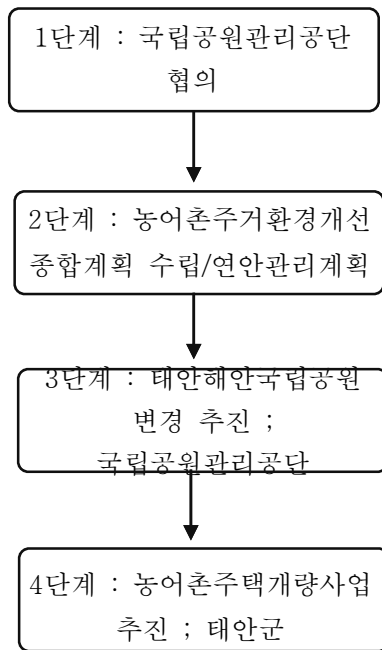 1단계 : 국립공원관리공단
협의
2단계 : 농어촌주거환경개선
종합계획 수립/연안관리계획
3단계 : 태안해안국립공원
변경 추진 ;
국립공원관리공단
4단계 : 농어촌주택개량사업
추진 ; 태안군